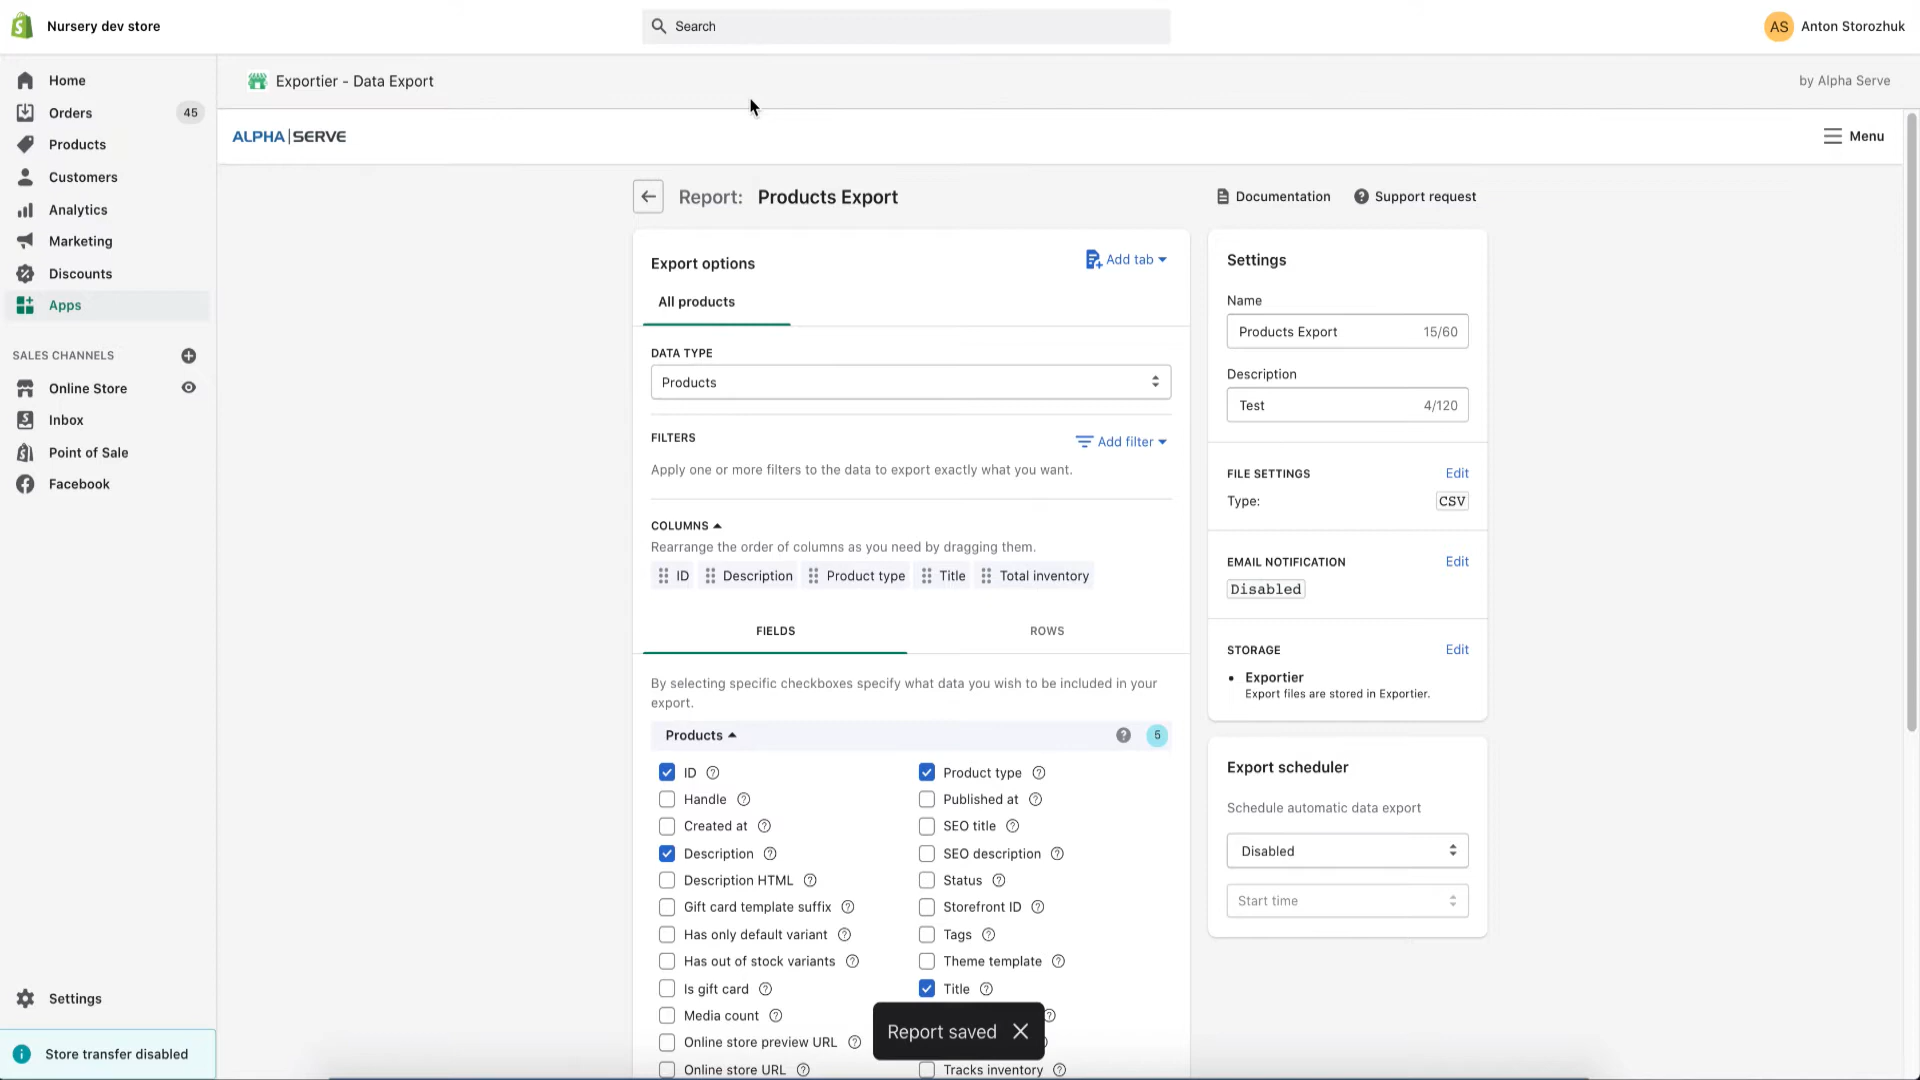 Nursery dev store
Search
AS
Anton Storozhuk
Home
Orders
45
Products
Customers
Analytics
Marketing
Discounts
Apps
SALES CHANNELS
Online Store
Inbox
Point of Sale
Facebook
Settings
Store transfer disabled
Exportier - Data Export
by Alpha Serve
ALPHA|SERVE
Menu
Report: Products Export
Documentation
Support request
Export options
Add tab
All products
DATA TYPE
Products
FILTERS
Add filter
Apply one or more filters to the data to export exactly what you want.
COLUMNS
Rearrange the order of columns as you need by dragging them.
ID
Description
Product type
Title
Total inventory
FIELDS
ROWS
By selecting specific checkboxes specify what data you wish to be included in your
export.
Products
5
ID
Handle
Created at
Description
Description HTML
Gift card template suffix
Has only default variant
Has out of stock variants
Is gift card
Media count
Online store preview URL
Online store URL
Product type
Published at
SEO title
SEO description
Status
Storefront ID
Tags
Theme template
Title
Tracks inventory
Report saved
Settings
Name
Products Export
15/60
Description
Test
4/120
FILE SETTINGS
Edit
Type:
CSV
EMAIL NOTIFICATION
Edit
Disabled
STORAGE
Edit
Exportier
Export files are stored in Exportier.
Export scheduler
Schedule automatic data export
Disabled
Start time